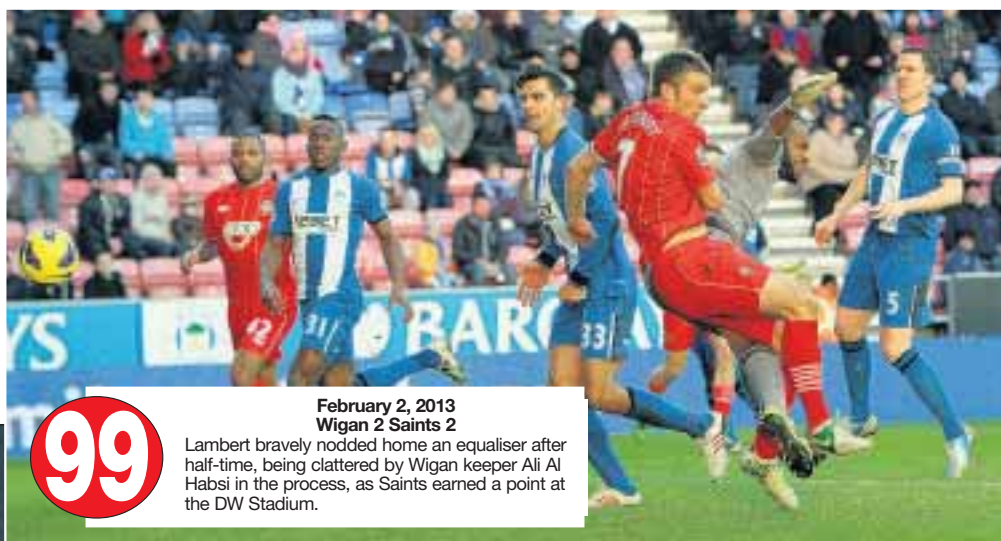 YS
BARC
7
42
31
33
5
99
February 2, 2013
Wigan 2 Saints 2
Lambert bravely nodded home an equaliser after
half-time, being clattered by Wigan keeper Ali Al
Habsi in the process, as Saints earned a point at
the DW Stadium.